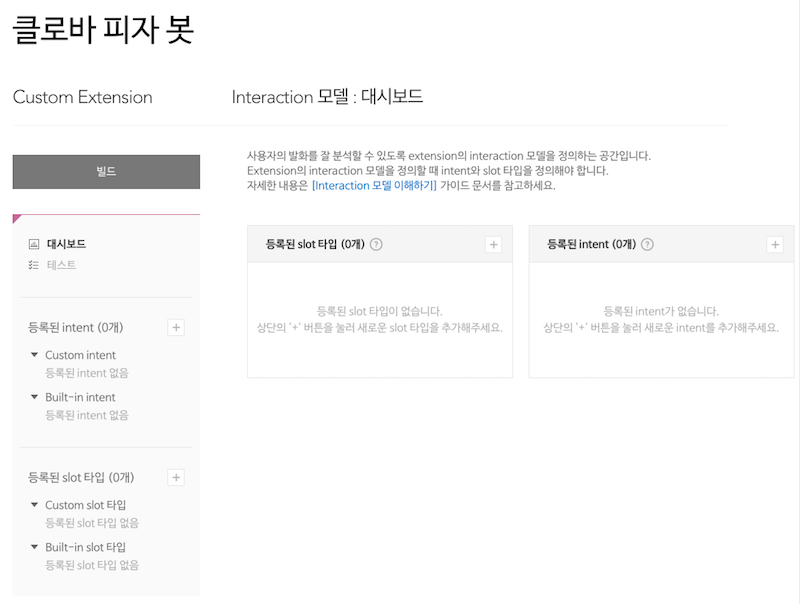 클로바 피자 봇
Custom Extension
Interaction 모델 : 대시보드
빌드
사용자의 발화를 잘 분석할 수 있도록 extension의 interaction 모델을 정의하는 공간입니다.
Extension의 interaction 모델을 정의할 때 intent와 slot 타입을 정의해야 합니다.
자세한 내용은 [Interaction 모델 이해하기] 가이드 문서를 참고하세요.
대시보드
테스트
등록된 intent (0개) +
Custom intent
등록된 intent 없음
Built-in intent
등록된 intent 없음
등록된 slot 타입 (0개) +
Custom slot 타입
등록된 slot 타입 없음
Built-in slot 타입
등록된 slot 타입 없음
등록된 slot 타입 (0개) ? +
등록된 slot 타입이 없습니다.
상단의 '+' 버튼을 눌러 새로운 slot 타입을 추가해주세요.
등록된 intent (0개) ? +
등록된 intent가 없습니다.
상단의 '+' 버튼을 눌러 새로운 intent를 추가해주세요.